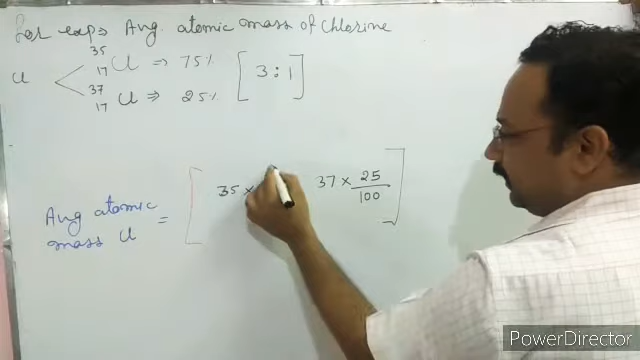 For exp→ Avg. atomic mass of Chlorine
35
17 Cl ⇒ 75%
Cl
[ 3 : 1 ]
37
17 Cl ⇒ 25%
Avg atomic mass Cl = [ 35 × 37 × 25/100 ]
PowerDirector